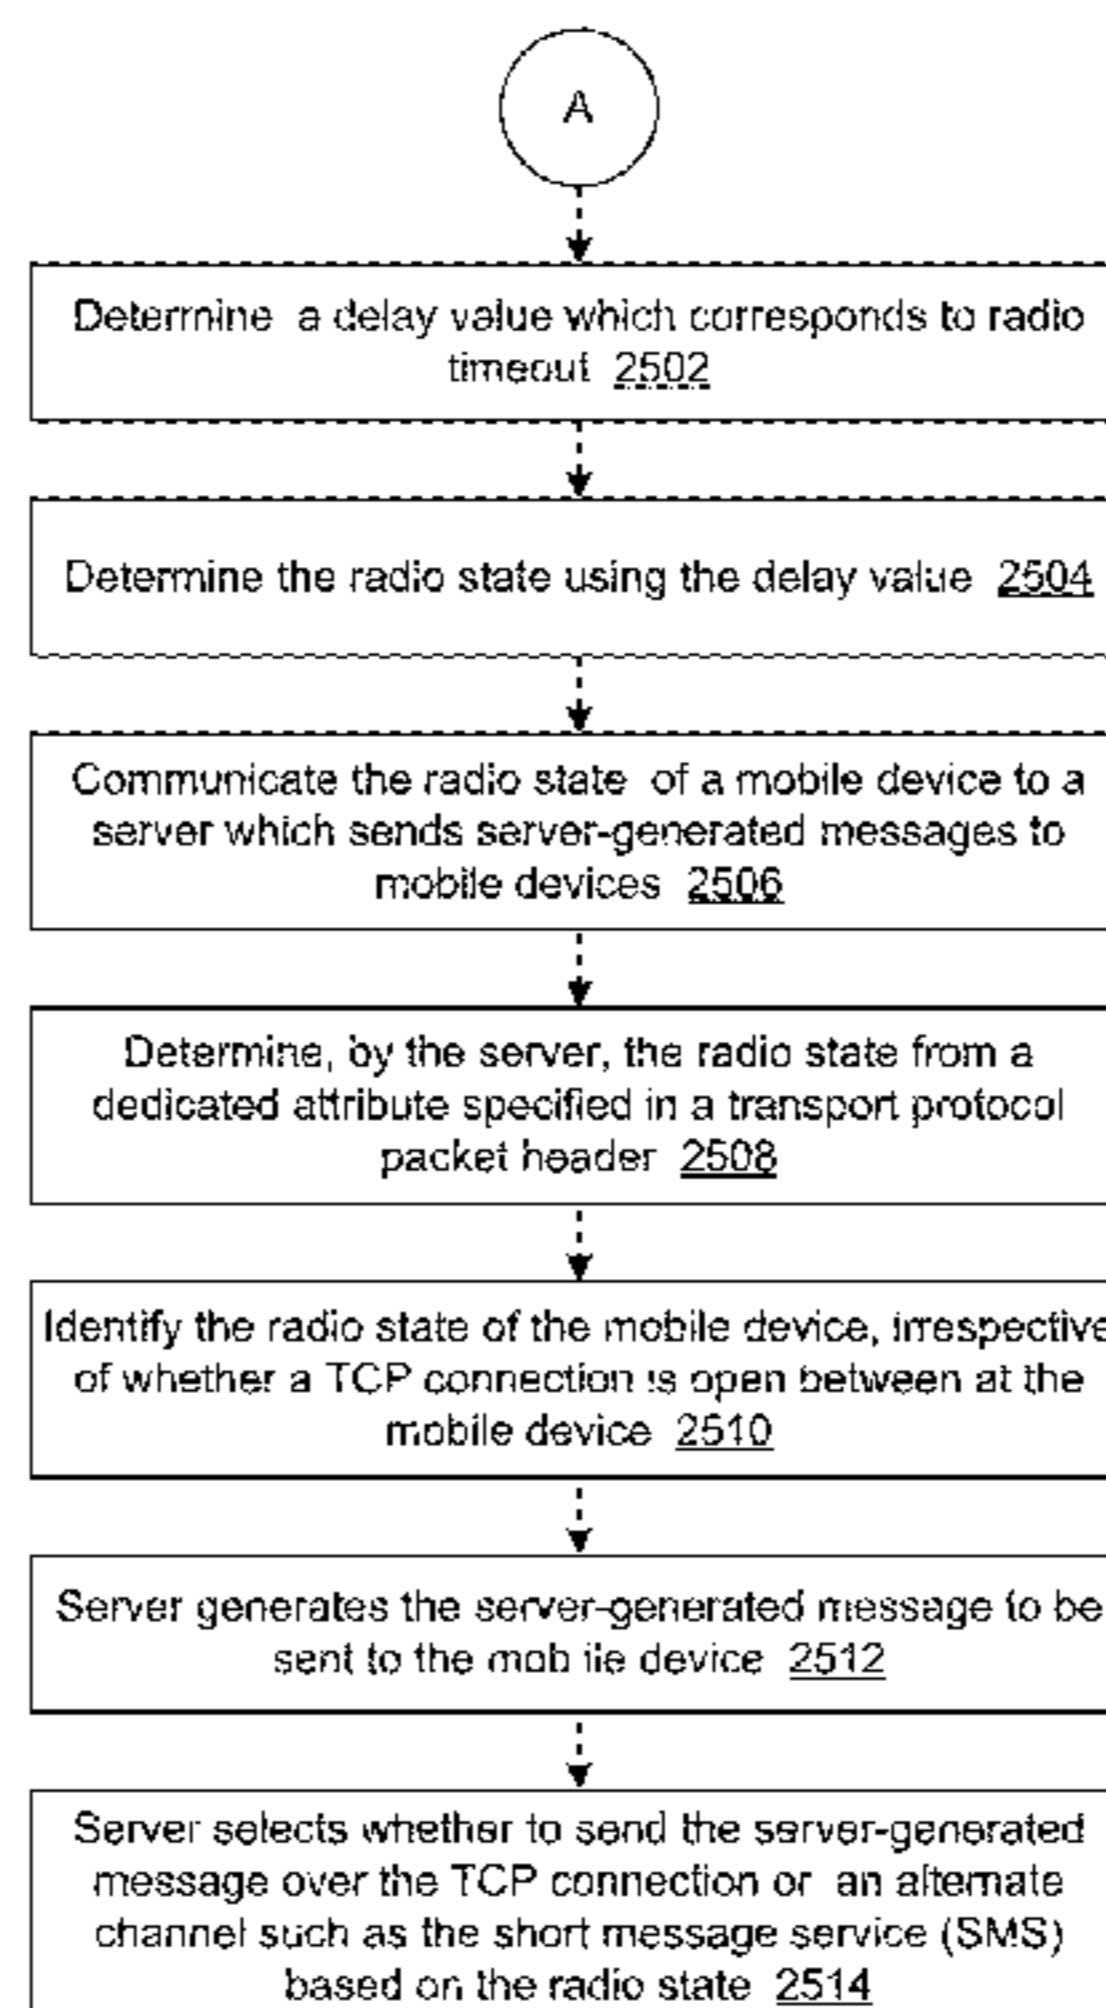 A
Determine a delay value which corresponds to radio
timeout 2502
Determine the radio state using the delay value 2504
Communicate the radio state of a mobile device to a
server which sends server-generated messages to
mobile devices 2506
Determine, by the server, the radio state from a
dedicated attribute specified in a transport protocol
packet header 2508
Identify the radio state of the mobile device, irrespective
of whether a TCP connection is open between at the
mobile device 2510
Server generates the server-generated message to be
sent to the mobile device 2512
Server selects whether to send the server-generated
message over the TCP connection or an alternate
channel such as the short message service (SMS)
based on the radio state 2514